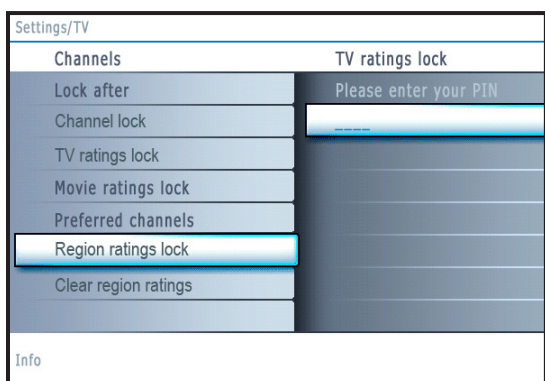 Settings/TV
Channels
TV ratings lock
Lock after
Please enter your PIN
Channel lock
____
TV ratings lock
Movie ratings lock
Preferred channels
Region ratings lock
Clear region ratings
Info